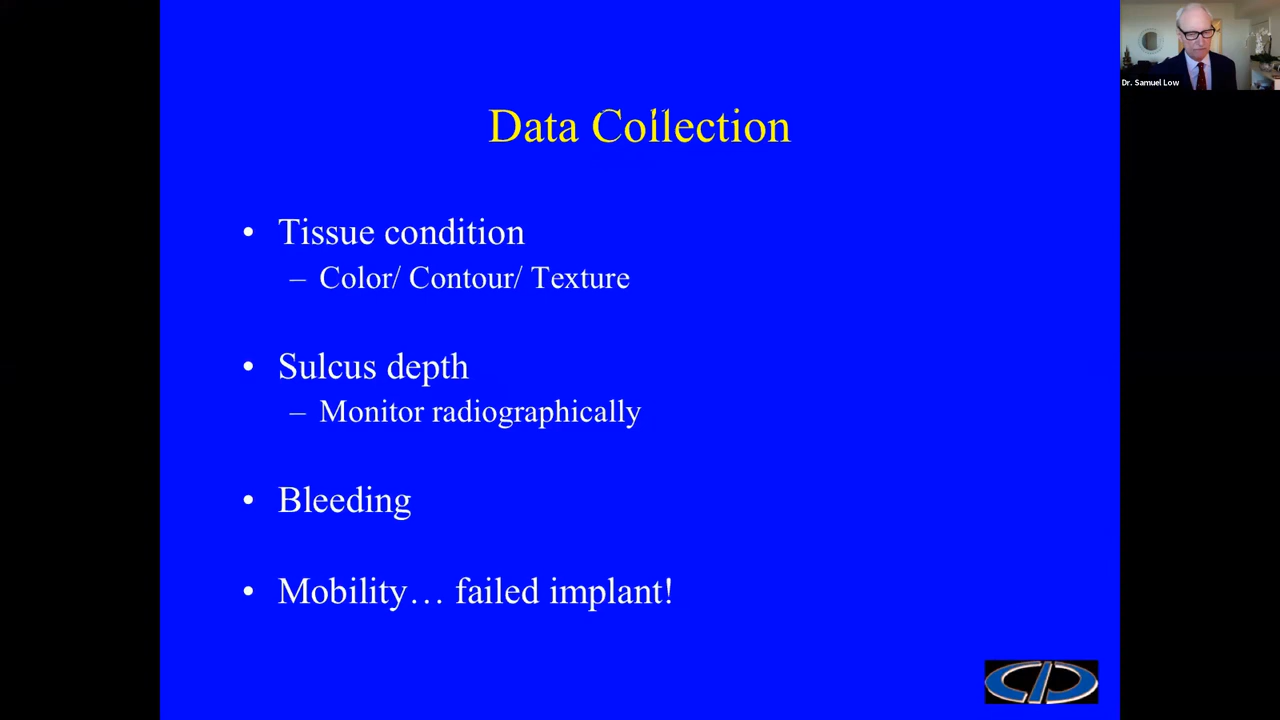 Dr. Samuel Low
Data Collection
• Tissue condition
– Color/ Contour/ Texture
• Sulcus depth
– Monitor radiographically
• Bleeding
• Mobility… failed implant!